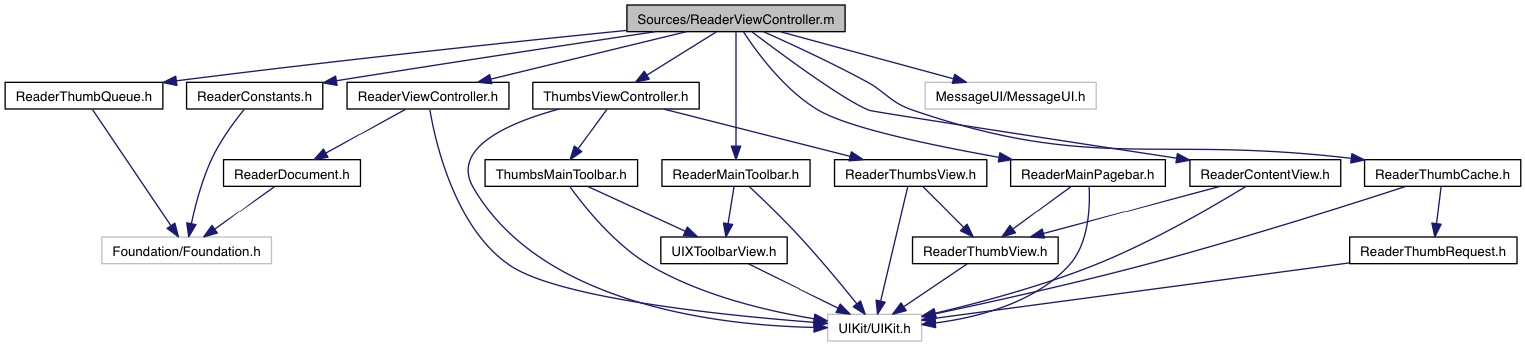 Sources/ReaderViewController.m
ReaderThumbQueue.h
ReaderConstants.h
ReaderViewController.h
ThumbsViewController.h
MessageUI/MessageUI.h
ReaderDocument.h
ThumbsMainToolbar.h
ReaderMainToolbar.h
ReaderThumbsView.h
ReaderMainPagebar.h
ReaderContentView.h
ReaderThumbCache.h
Foundation/Foundation.h
UIXToolbarView.h
ReaderThumbView.h
ReaderThumbRequest.h
UIKit/UIKit.h